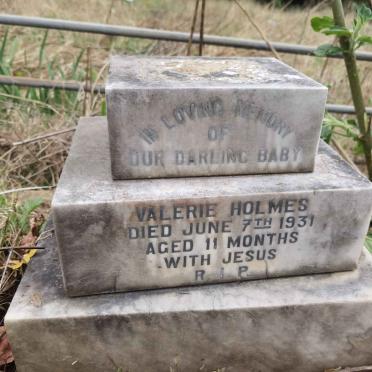 IN LOVING MEMORY
OF
OUR DARLING BABY
VALERIE HOLMES
DIED JUNE 7TH 1931
AGED 11 MONTHS
WITH JESUS
R.I.P.